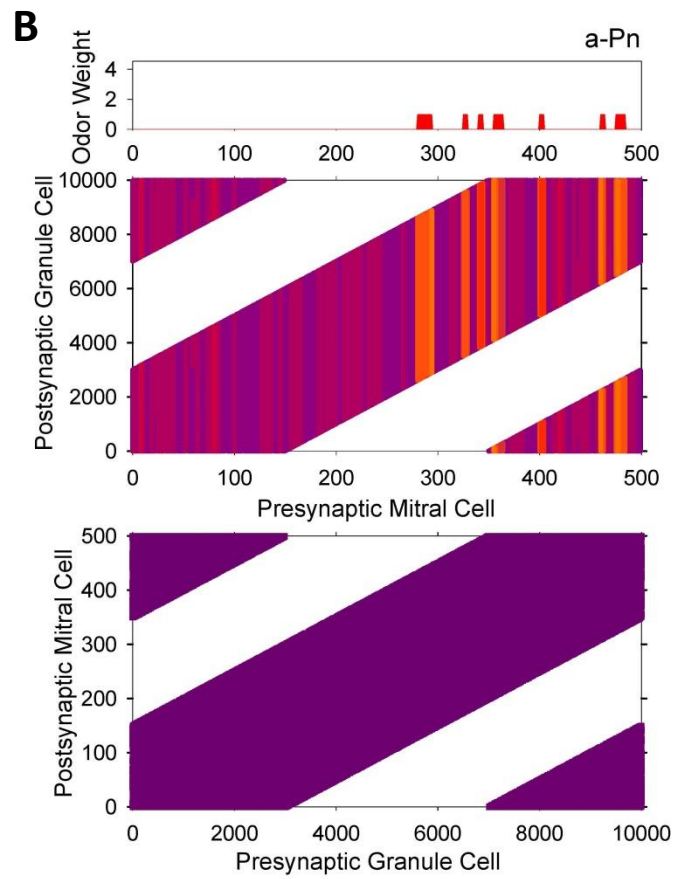 B
a-Pn
Odor Weight
4
2
0
0 100 200 300 400 500
Postsynaptic Granule Cell
10000
8000
6000
4000
2000
0
0 100 200 300 400 500
Presynaptic Mitral Cell
Postsynaptic Mitral Cell
500
400
300
200
100
0
0 2000 4000 6000 8000 10000
Presynaptic Granule Cell